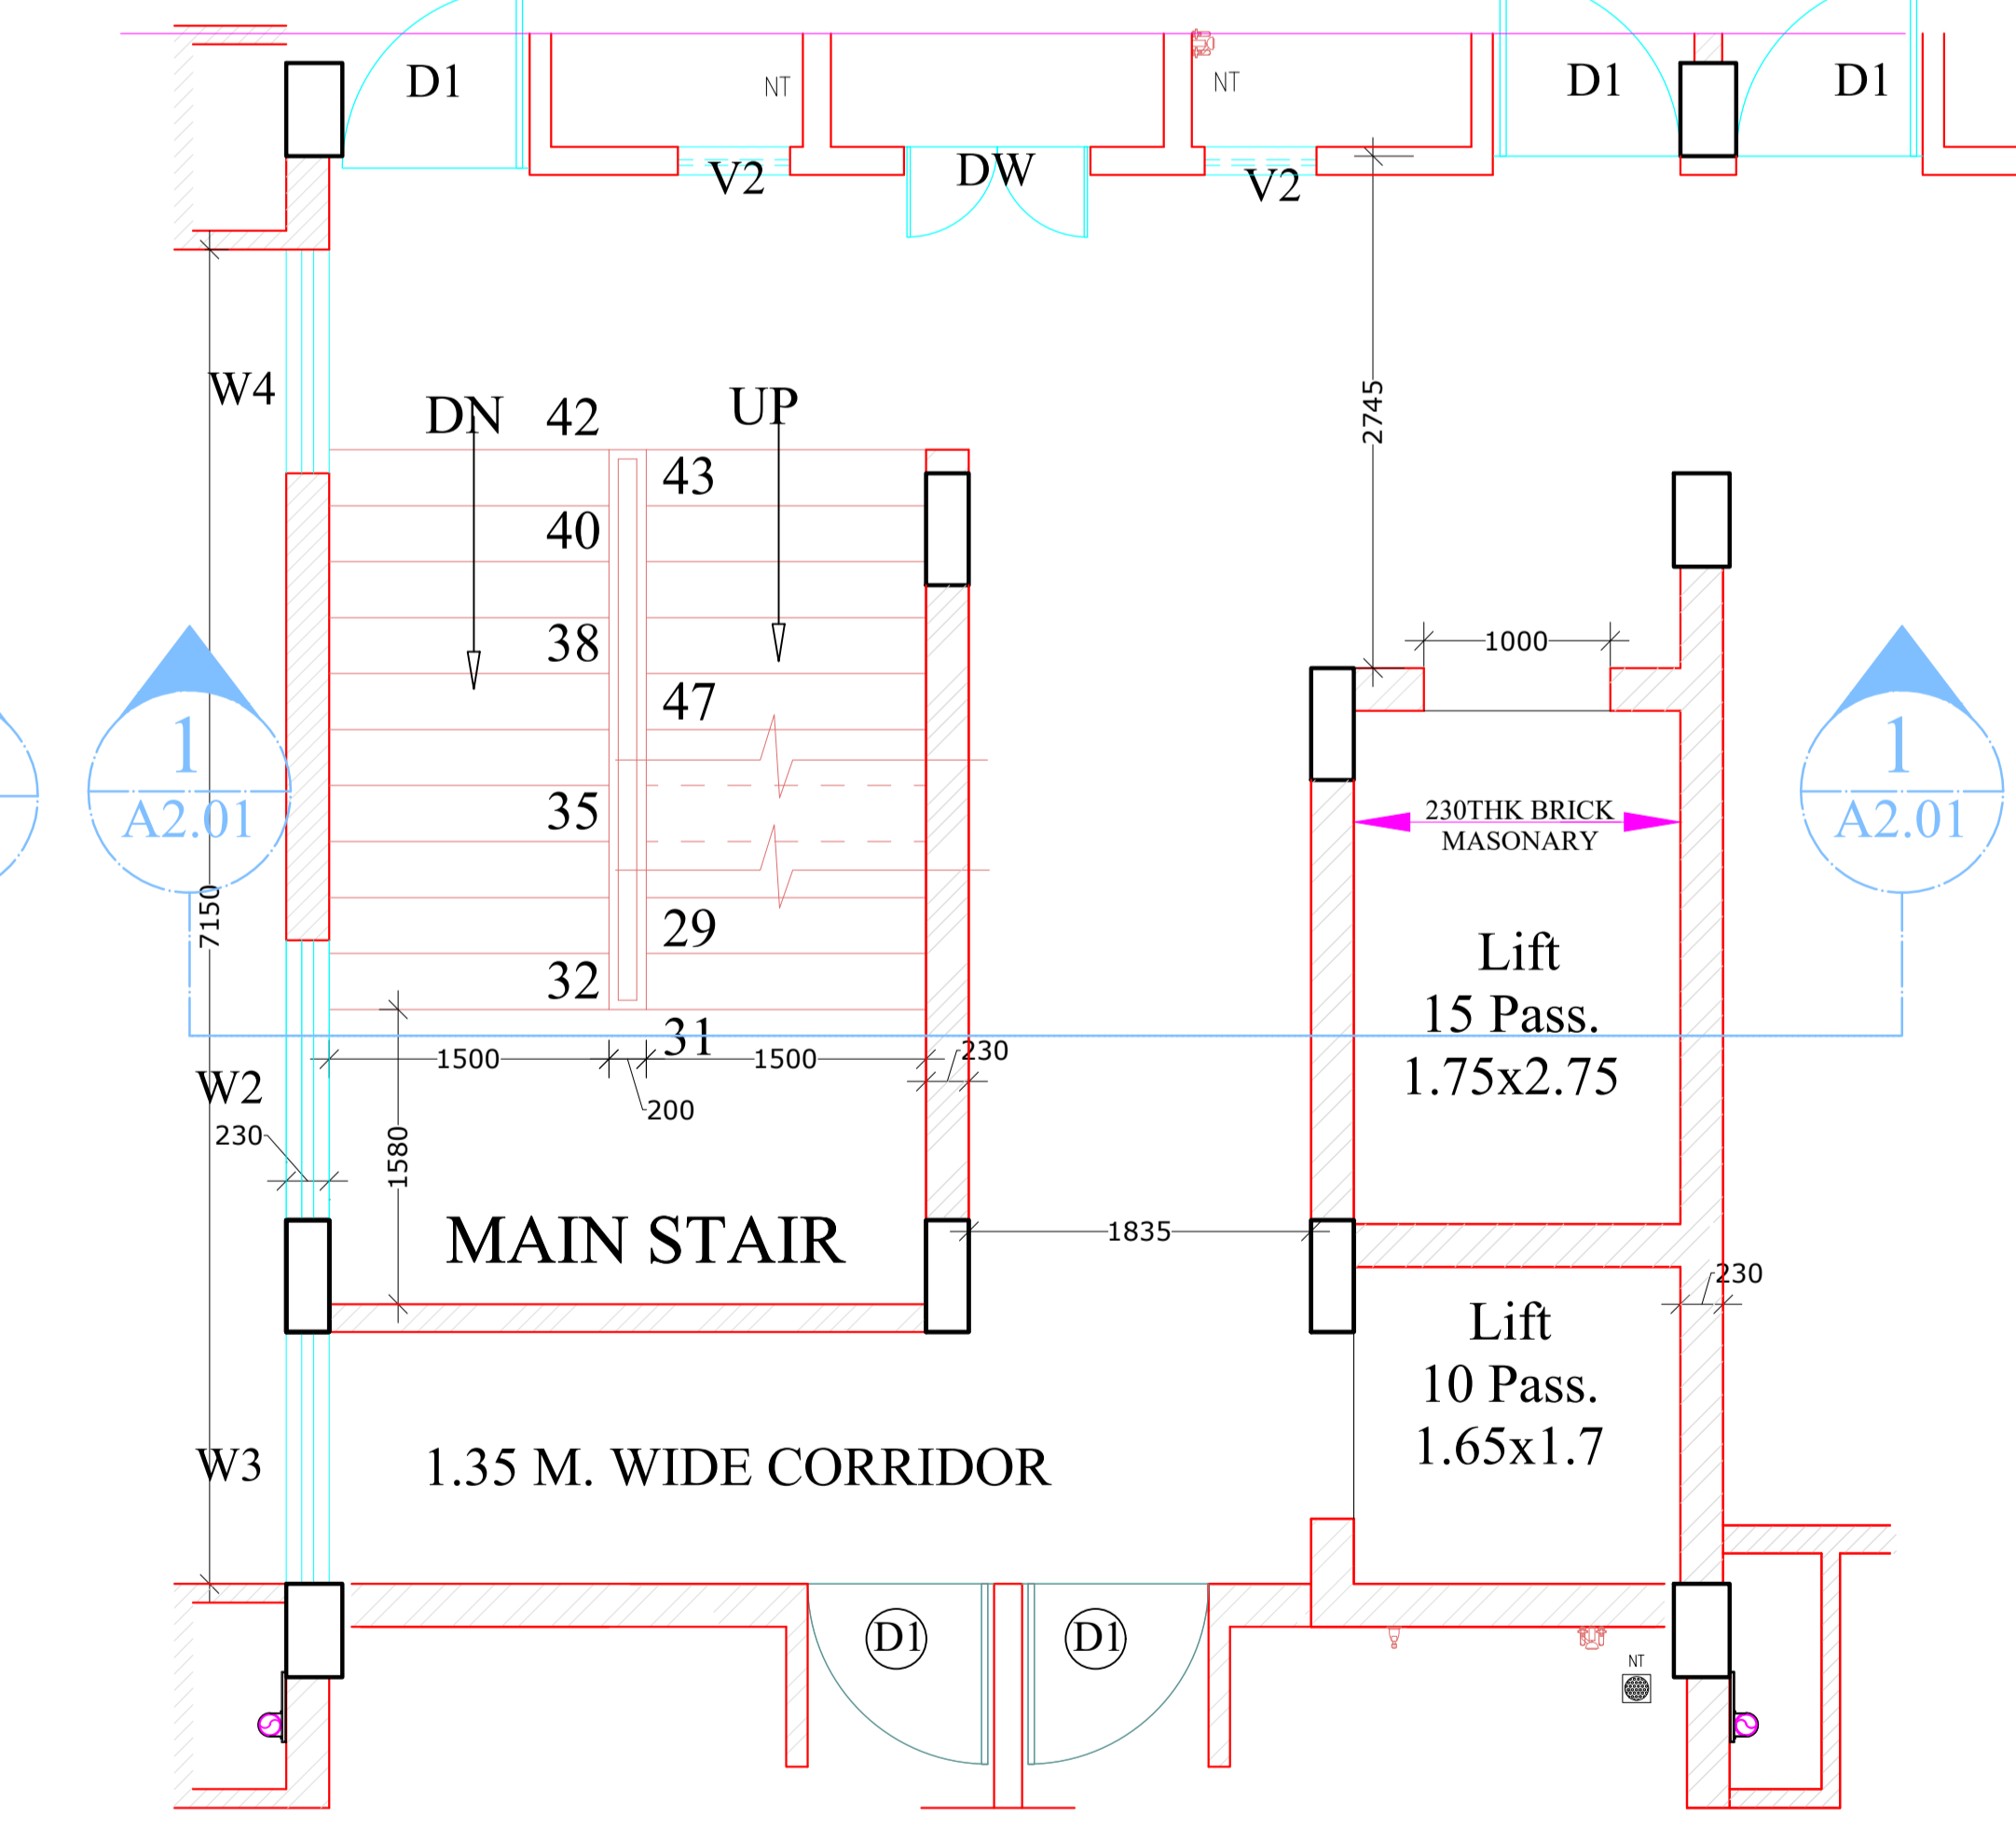 D1
NT
NT
D1
D1
V2
DW
V2
W4
DN
42
UP
2745
43
40
38
1000
47
1
A2.01
35
230THK BRICK
MASONARY
1
A2.01
7150
29
32
Lift
15 Pass.
1.75x2.75
31
1500
1500
230
W2
200
230
1580
MAIN STAIR
1835
230
Lift
10 Pass.
1.65x1.7
W3
1.35 M. WIDE CORRIDOR
D1
D1
NT